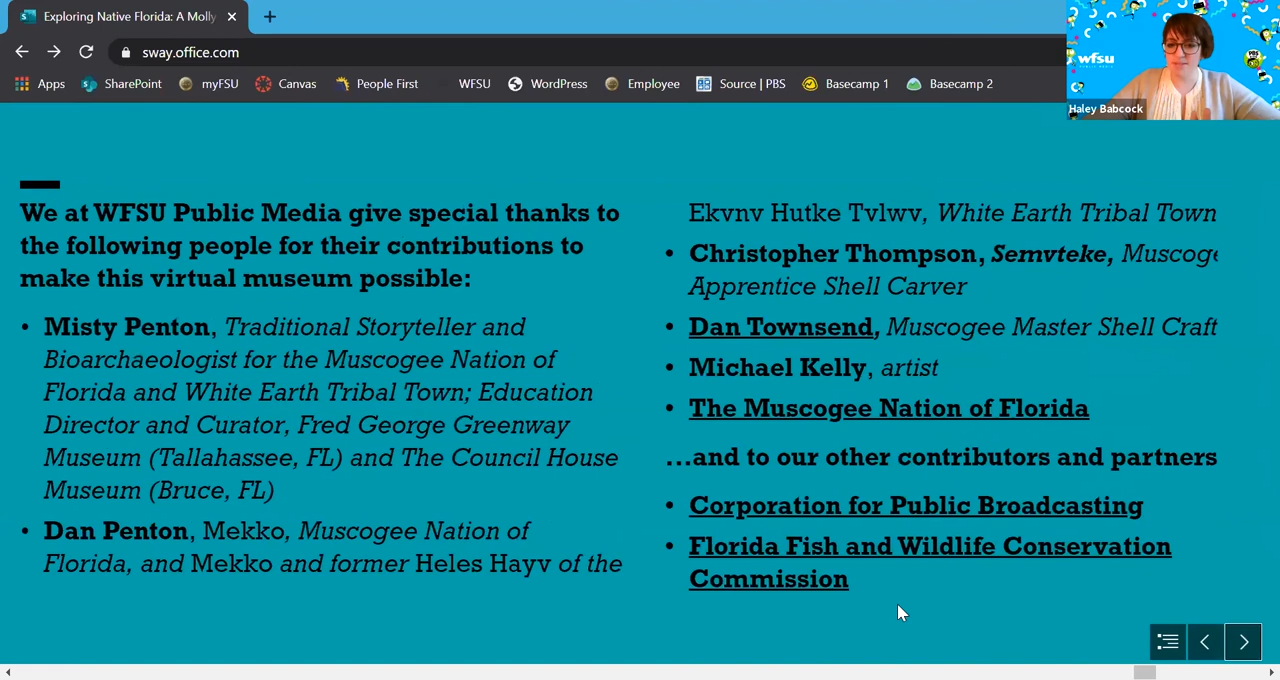 Exploring Native Florida: A Molly
sway.office.com
Apps SharePoint myFSU Canvas People First WFSU WordPress Employee Source | PBS Basecamp 1 Basecamp 2
wfsu
PBS
Haley Babcock
We at WFSU Public Media give special thanks to
the following people for their contributions to
make this virtual museum possible:
• Misty Penton, Traditional Storyteller and
Bioarchaeologist for the Muscogee Nation of
Florida and White Earth Tribal Town; Education
Director and Curator, Fred George Greenway
Museum (Tallahassee, FL) and The Council House
Museum (Bruce, FL)
• Dan Penton, Mekko, Muscogee Nation of
Florida, and Mekko and former Heles Hayv of the
Ekvnv Hutke Tvlwv, White Earth Tribal Town
• Christopher Thompson, Semvteke, Muscoge
Apprentice Shell Carver
• Dan Townsend, Muscogee Master Shell Craft
• Michael Kelly, artist
• The Muscogee Nation of Florida
...and to our other contributors and partners
• Corporation for Public Broadcasting
• Florida Fish and Wildlife Conservation
Commission